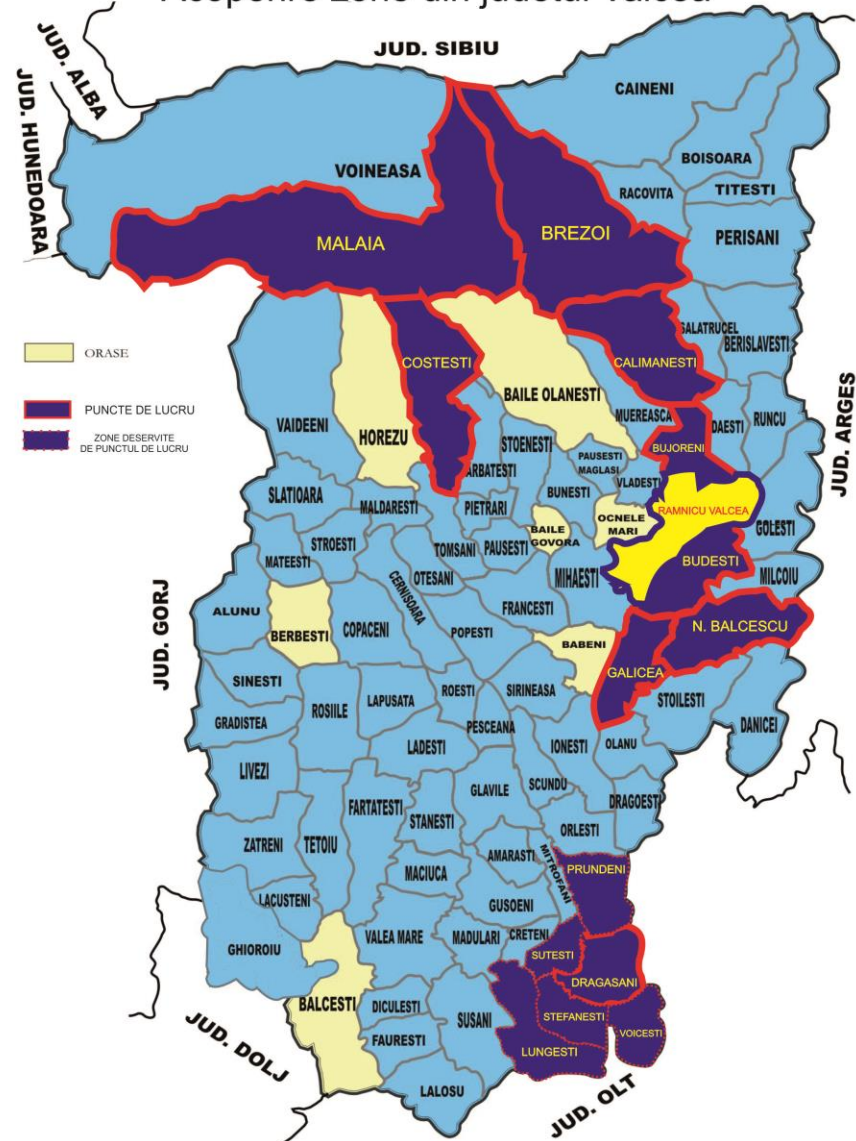 Acoperire zone din judetul Valcea
JUD. SIBIU
JUD. ALBA
JUD. HUNEDOARA
CAINENI
BOISOARA
VOINEASA
RACOVITA
TITESTI
MALAIA
BREZOI
PERISANI
SALATRUCEL
BERISLAVESTI
ORASE
COSTESTI
CALIMANESTI
BAILE OLANESTI
PUNCTE DE LUCRU
ZONE DESERVITE
DE PUNCTUL DE LUCRU
JUD. ARGES
MUEREASCA
DAESTI
RUNCU
VAIDEENI
HOREZU
STOENESTI
BUJORENI
PAUSESTI
MAGLASI
ARBATESTI
VLADESTI
SLATIOARA
BUNESTI
MALDARESTI
PIETRARI
OCNELE
MARI
RAMNICU VALCEA
GOLESTI
BAILE
GOVORA
STROESTI
TOMSANI
PAUSESTI
MATEESTI
OTESANI
MIHAESTI
BUDESTI
MILCOIU
CERNISOARA
JUD. GORJ
ALUNU
FRANCESTI
BERBESTI
COPACENI
POPESTI
BABENI
N. BALCESCU
GALICEA
SINESTI
ROESTI
SIRINEASA
STOILESTI
LAPUSATA
ROSIILE
GRADISTEA
PESCEANA
DANICEI
LADESTI
IONESTI
OLANU
LIVEZI
SCUNDU
GLAVILE
FARTATESTI
DRAGOESTI
STANESTI
ORLESTI
ZATRENI
TETOIU
AMARASTI
MITROFANI
PRUNDENI
MACIUCA
LACUSTENI
GUSOENI
GHIOROIU
VALEA MARE
MADULARI
CRETENI
SUTESTI
DRAGASANI
BALCESTI
DICULESTI
SUSANI
STEFANESTI
VOICESTI
JUD. DOLJ
FAURESTI
LUNGESTI
LALOSU
JUD. OLT